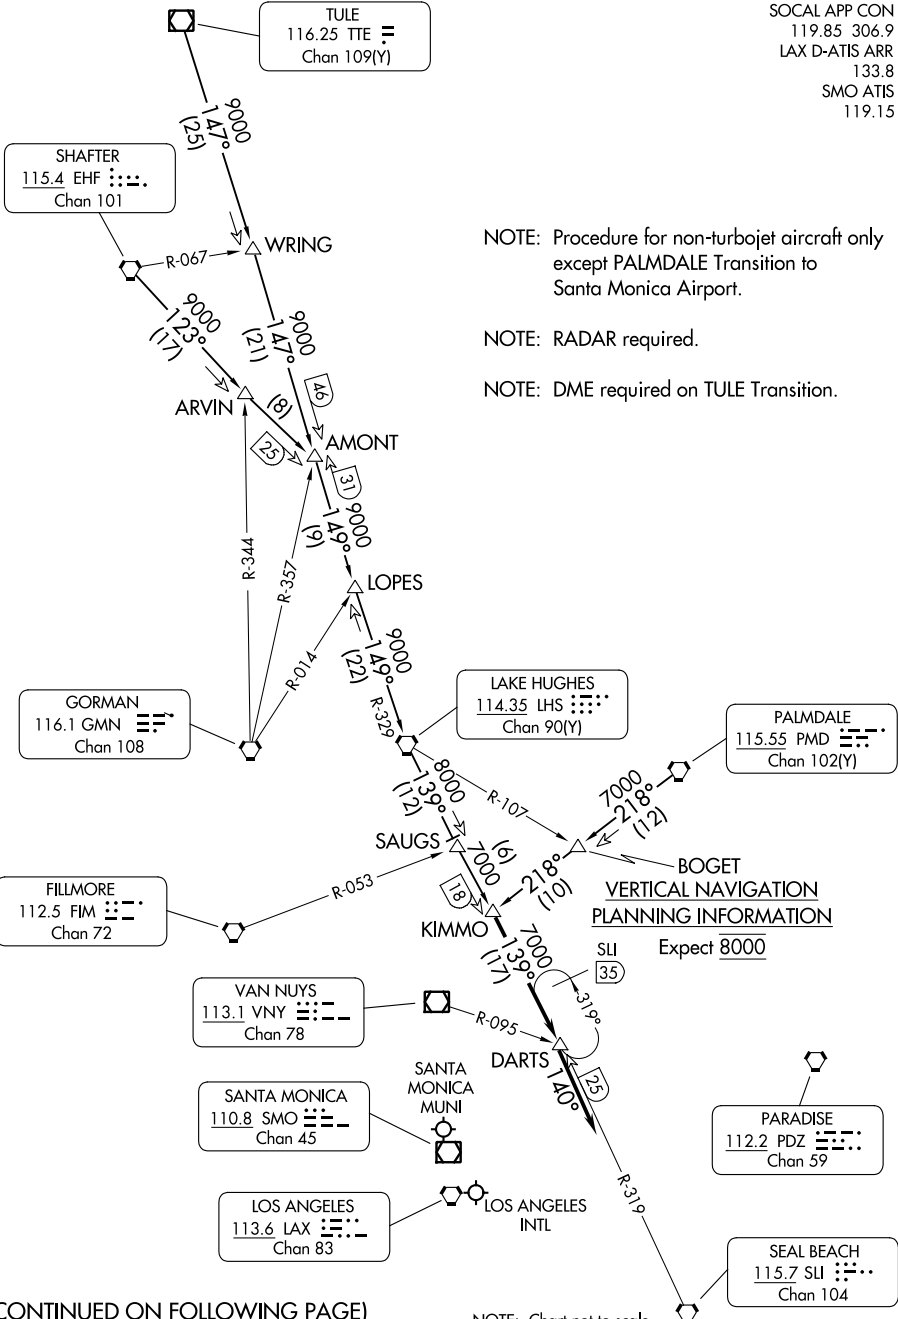 TULE
116.25 TTE
Chan 109(Y)
SOCAL APP CON
119.85 306.9
LAX D-ATIS ARR
133.8
SMO ATIS
119.15
9000
147°
(25)
SHAFTER
115.4 EHF
Chan 101
R-067
WRING
NOTE: Procedure for non-turbojet aircraft only
except PALMDALE Transition to
Santa Monica Airport.
NOTE: RADAR required.
NOTE: DME required on TULE Transition.
9000
123°
(17)
9000
147°
(21)
46
ARVIN
(8)
25
AMONT
31
9000
149°
(9)
R-344
R-357
R-014
LOPES
9000
149°
(22)
R-329
GORMAN
116.1 GMN
Chan 108
LAKE HUGHES
114.35 LHS
Chan 90(Y)
PALMDALE
115.55 PMD
Chan 102(Y)
8000
139°
(12)
R-107
7000
218°
(12)
SAUGS
(6)
7000
18
218°
(10)
BOGET
VERTICAL NAVIGATION
PLANNING INFORMATION
Expect 8000
R-053
FILLMORE
112.5 FIM
Chan 72
KIMMO
7000
139°
(17)
SLI
35
319°
VAN NUYS
113.1 VNY
Chan 78
R-095
DARTS
25
140°
SANTA
MONICA
MUNI
SANTA MONICA
110.8 SMO
Chan 45
PARADISE
112.2 PDZ
Chan 59
LOS ANGELES
113.6 LAX
Chan 83
LOS ANGELES
INTL
R-319
SEAL BEACH
115.7 SLI
Chan 104
CONTINUED ON FOLLOWING PAGE)
NOTE: Chart not to scale